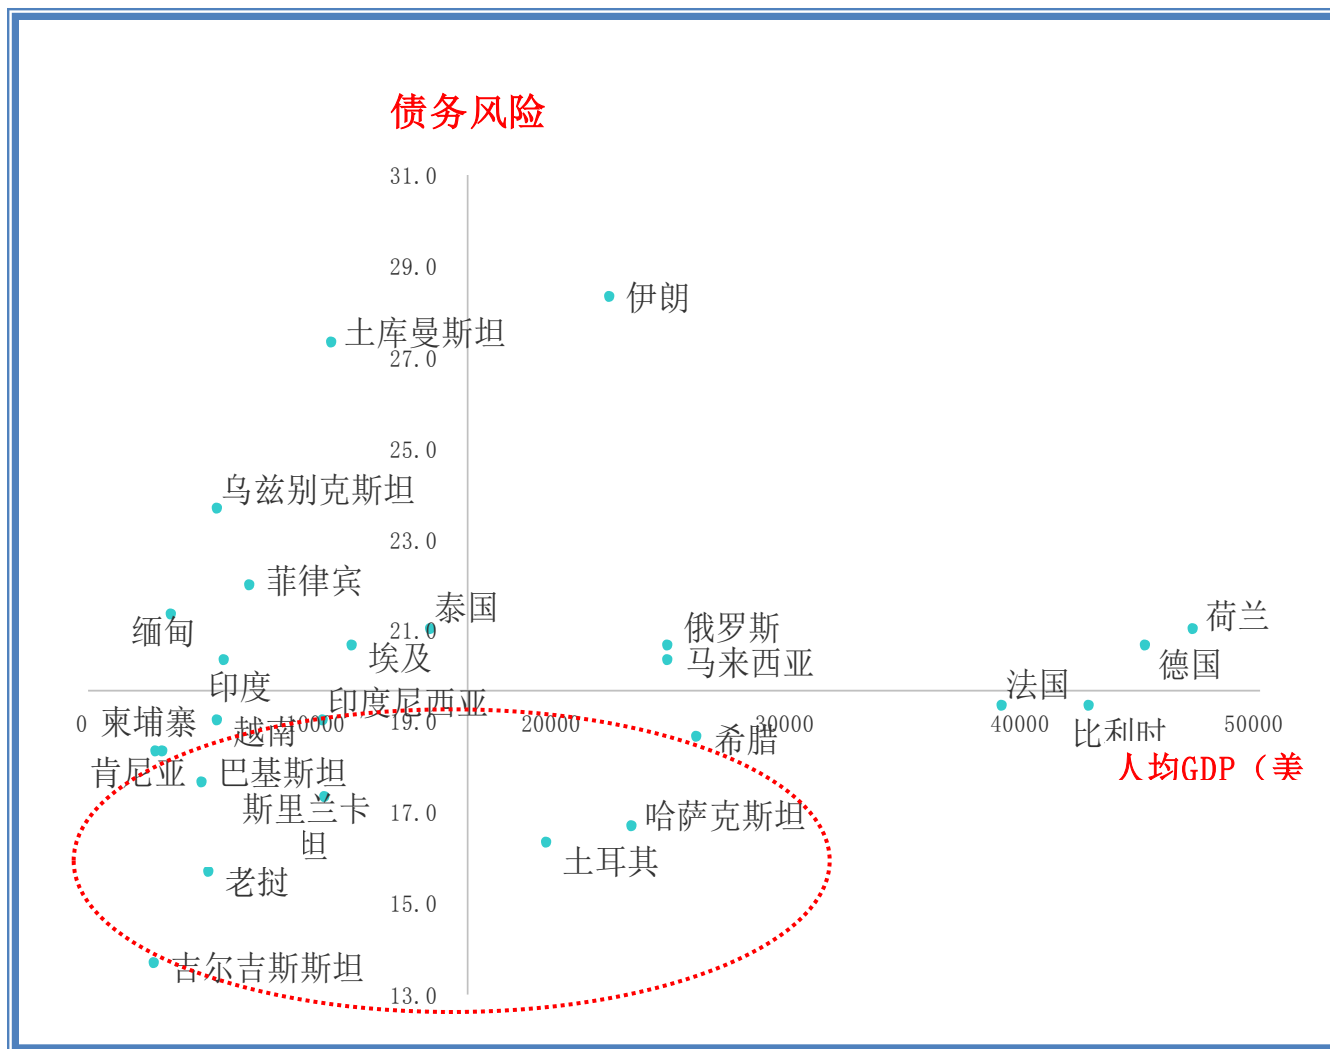 债务风险
31.0
29.0
伊朗
土库曼斯坦
27.0
25.0
乌兹别克斯坦
23.0
菲律宾
泰国
荷兰
缅甸
21.0
俄罗斯
埃及
马来西亚
德国
印度
法国
印度尼西亚
柬埔寨
0
越南
10000
19.0
20000
30000
40000
50000
希腊
比利时
肯尼亚
巴基斯坦
人均GDP（美
斯里兰卡
17.0
哈萨克斯坦
坦
土耳其
老挝
15.0
吉尔吉斯斯坦
13.0